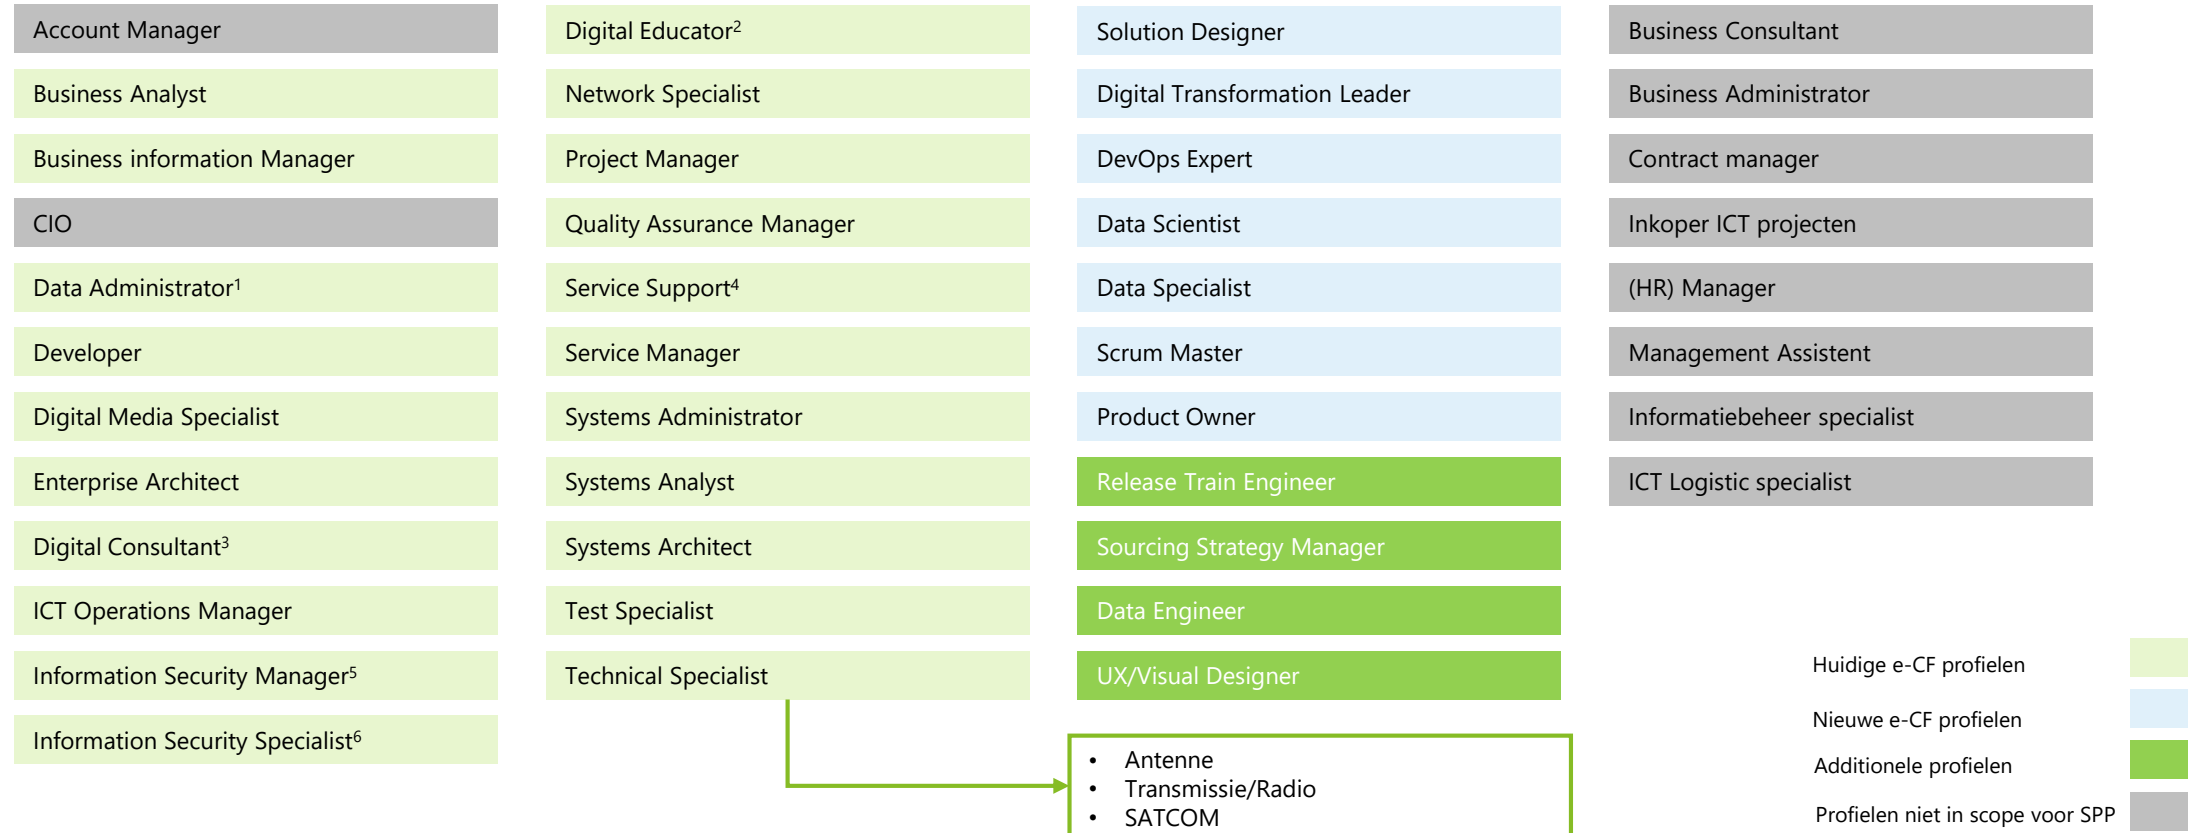 Account Manager
Business Analyst
Business information Manager
CIO
Data Administrator¹
Developer
Digital Media Specialist
Enterprise Architect
Digital Consultant³
ICT Operations Manager
Information Security Manager⁵
Information Security Specialist⁶
Digital Educator²
Network Specialist
Project Manager
Quality Assurance Manager
Service Support⁴
Service Manager
Systems Administrator
Systems Analyst
Systems Architect
Test Specialist
Technical Specialist
Solution Designer
Digital Transformation Leader
DevOps Expert
Data Scientist
Data Specialist
Scrum Master
Product Owner
Release Train Engineer
Sourcing Strategy Manager
Data Engineer
UX/Visual Designer
• Antenne
• Transmissie/Radio
• SATCOM
Business Consultant
Business Administrator
Contract manager
Inkoper ICT projecten
(HR) Manager
Management Assistent
Informatiebeheer specialist
ICT Logistic specialist
Huidige e-CF profielen
Nieuwe e-CF profielen
Additionele profielen
Profielen niet in scope voor SPP